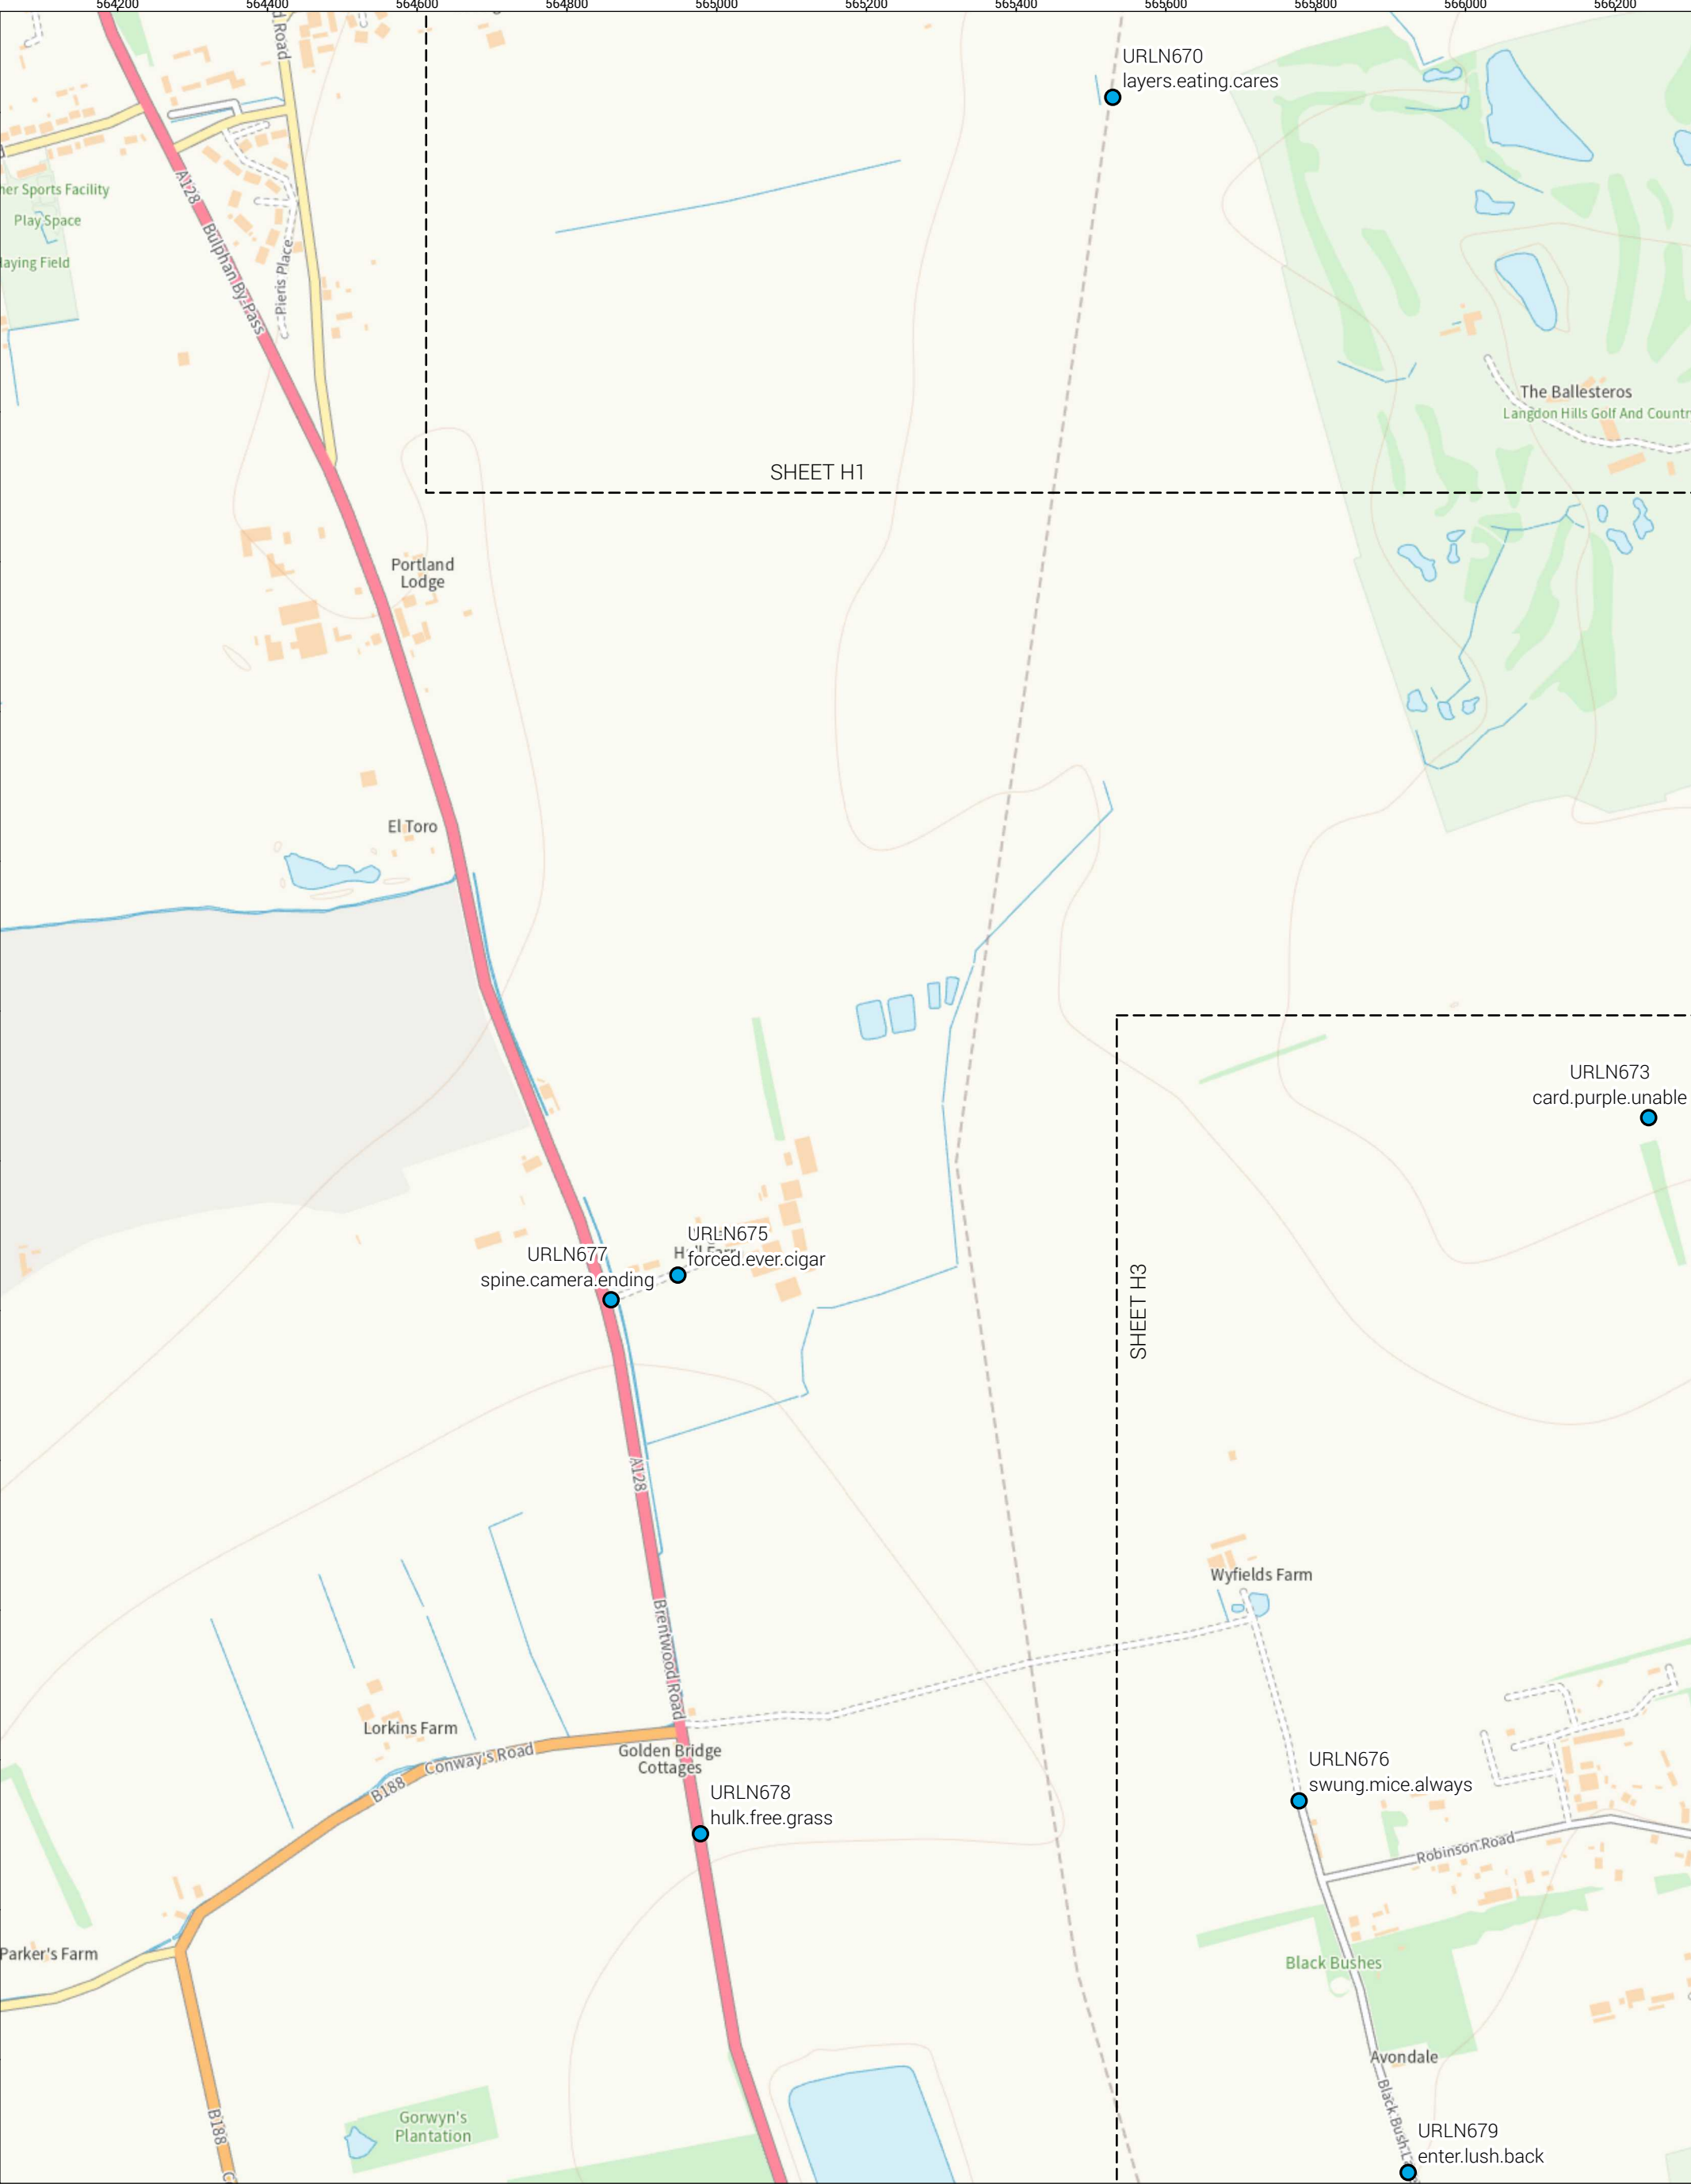 564200 564400 564600 564800 565000 565200 565400 565600 565800 566000 566200
d Road
URLN670
layers.eating.cares
A128
her Sports Facility
Play Space
laying Field
Bulphan By-Pass
Pieris Place
The Ballesteros
Langdon Hills Golf And Countr
SHEET H1
Portland
Lodge
El Toro
URLN673
card.purple.unable
URLN675
forced.ever.cigar
URLN677
spine.camera.ending
SHEET H3
A128
Wyfields Farm
Brentwood Road
Lorkins Farm
Golden Bridge
Cottages
Conway's Road
B188
URLN676
swung.mice.always
URLN678
hulk.free.grass
Robinson Road
Parker's Farm
Black Bushes
Avondale
Black Bush
Gorwyn's
Plantation
B188
URLN679
enter.lush.back